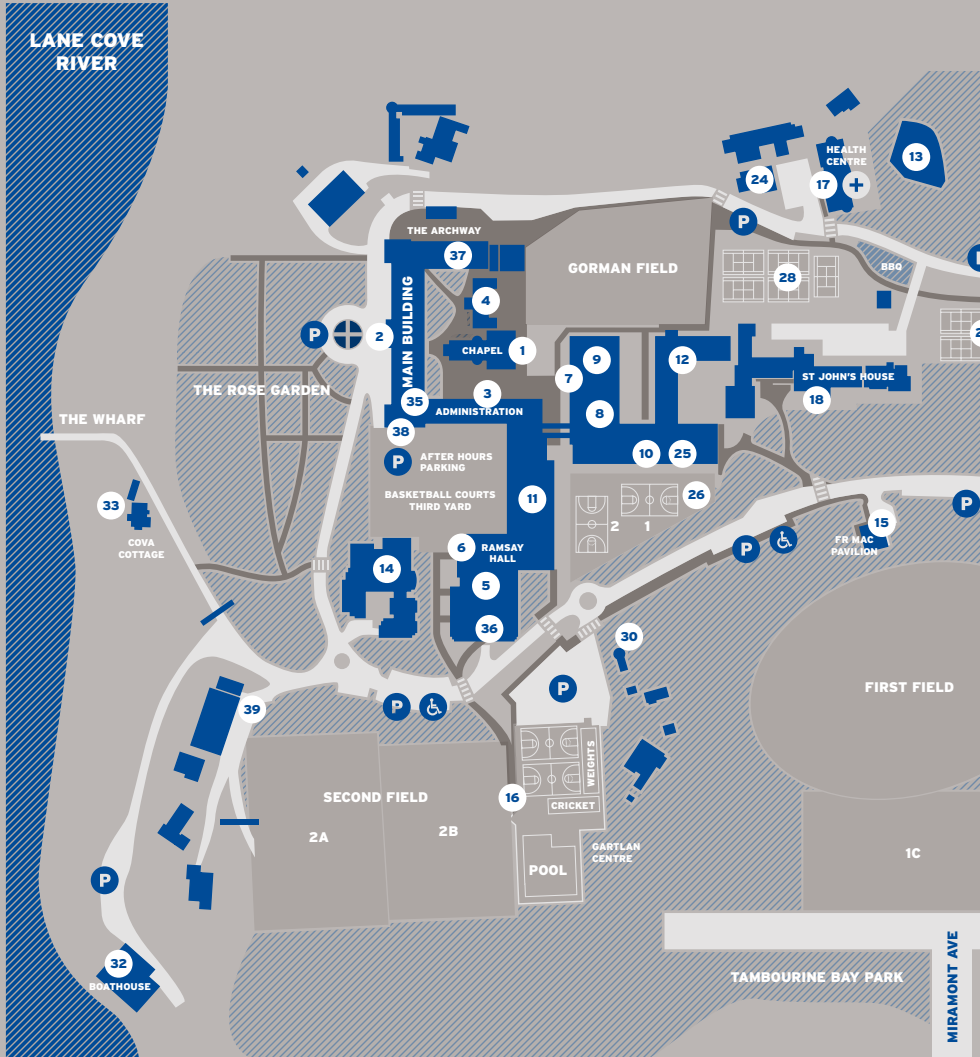 LANE COVE
RIVER
HEALTH
CENTRE
13
24
17
THE ARCHWAY
P
37
GORMAN FIELD
BBQ
28
4
MAIN BUILDING
P
2
CHAPEL
1
9
12
7
THE ROSE GARDEN
ST JOHN'S HOUSE
3
35
ADMINISTRATION
18
8
THE WHARF
38
P
AFTER HOURS
PARKING
10
25
BASKETBALL COURTS
THIRD YARD
11
26
33
2
1
P
15
COVA
COTTAGE
6
RAMSAY
HALL
P
FR MAC
PAVILION
14
5
36
30
P
FIRST FIELD
39
P
WEIGHTS
SECOND FIELD
16
CRICKET
2A
2B
GARTLAN
CENTRE
1C
POOL
P
MIRAMONT AVE
32
BOATHOUSE
TAMBOURINE BAY PARK